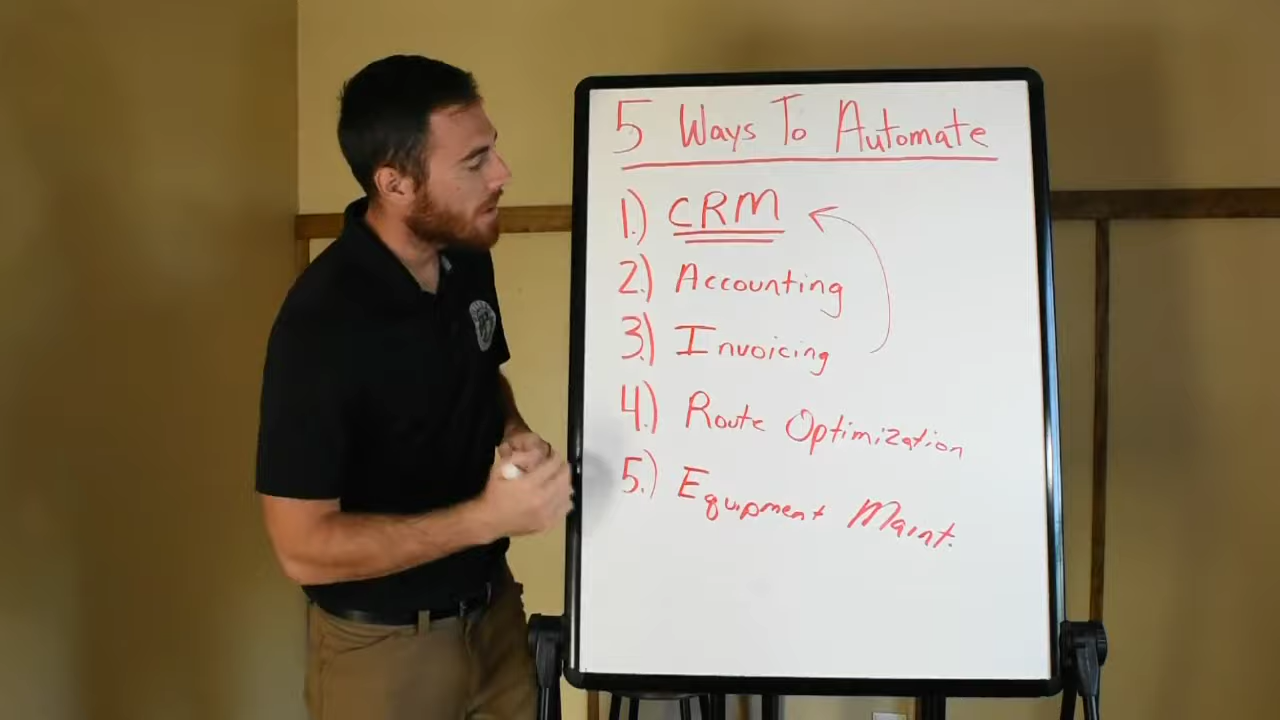 5 Ways To Automate
1.) CRM
2.) Accounting
3.) Invoicing
4.) Route Optimization
5.) Equipment Maint.